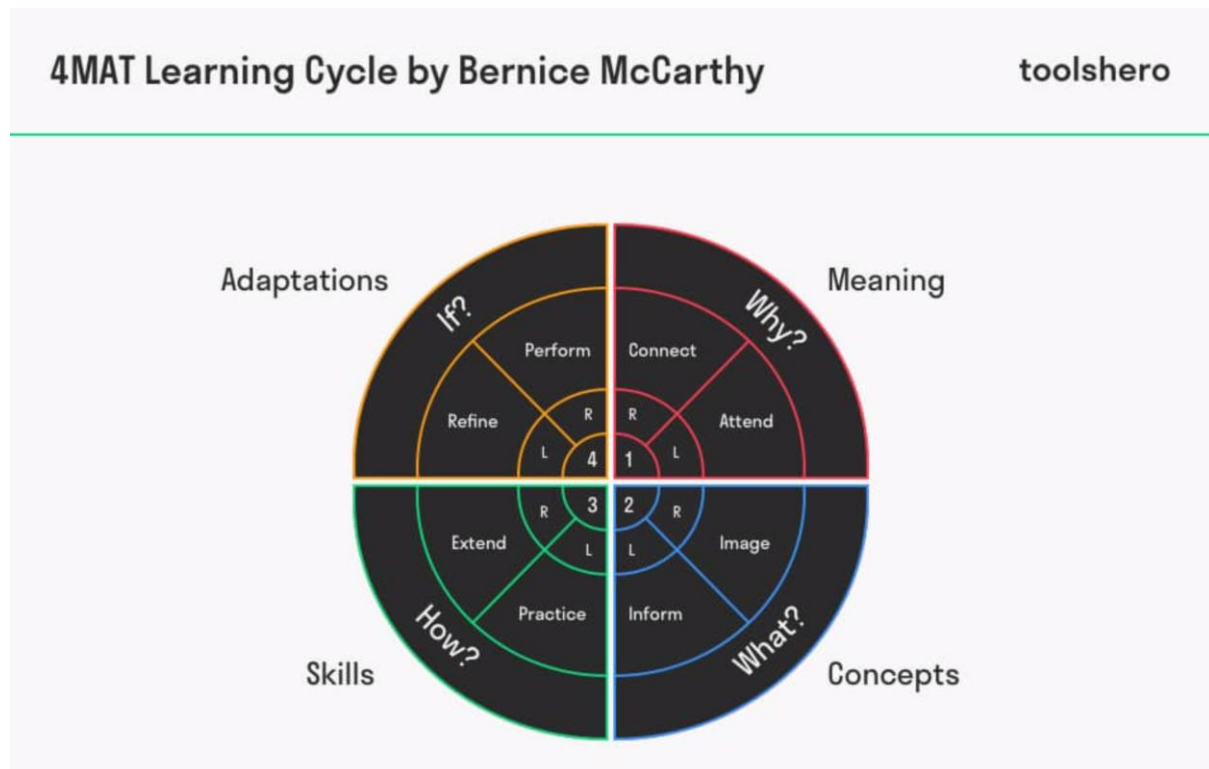 4MAT Learning Cycle by Bernice McCarthy
toolshero
Adaptations
Meaning
If?
Why?
Perform
Connect
Refine
R
R
Attend
L
4
1
L
R
3
2
R
Extend
L
L
Image
Practice
Inform
How?
What?
Skills
Concepts